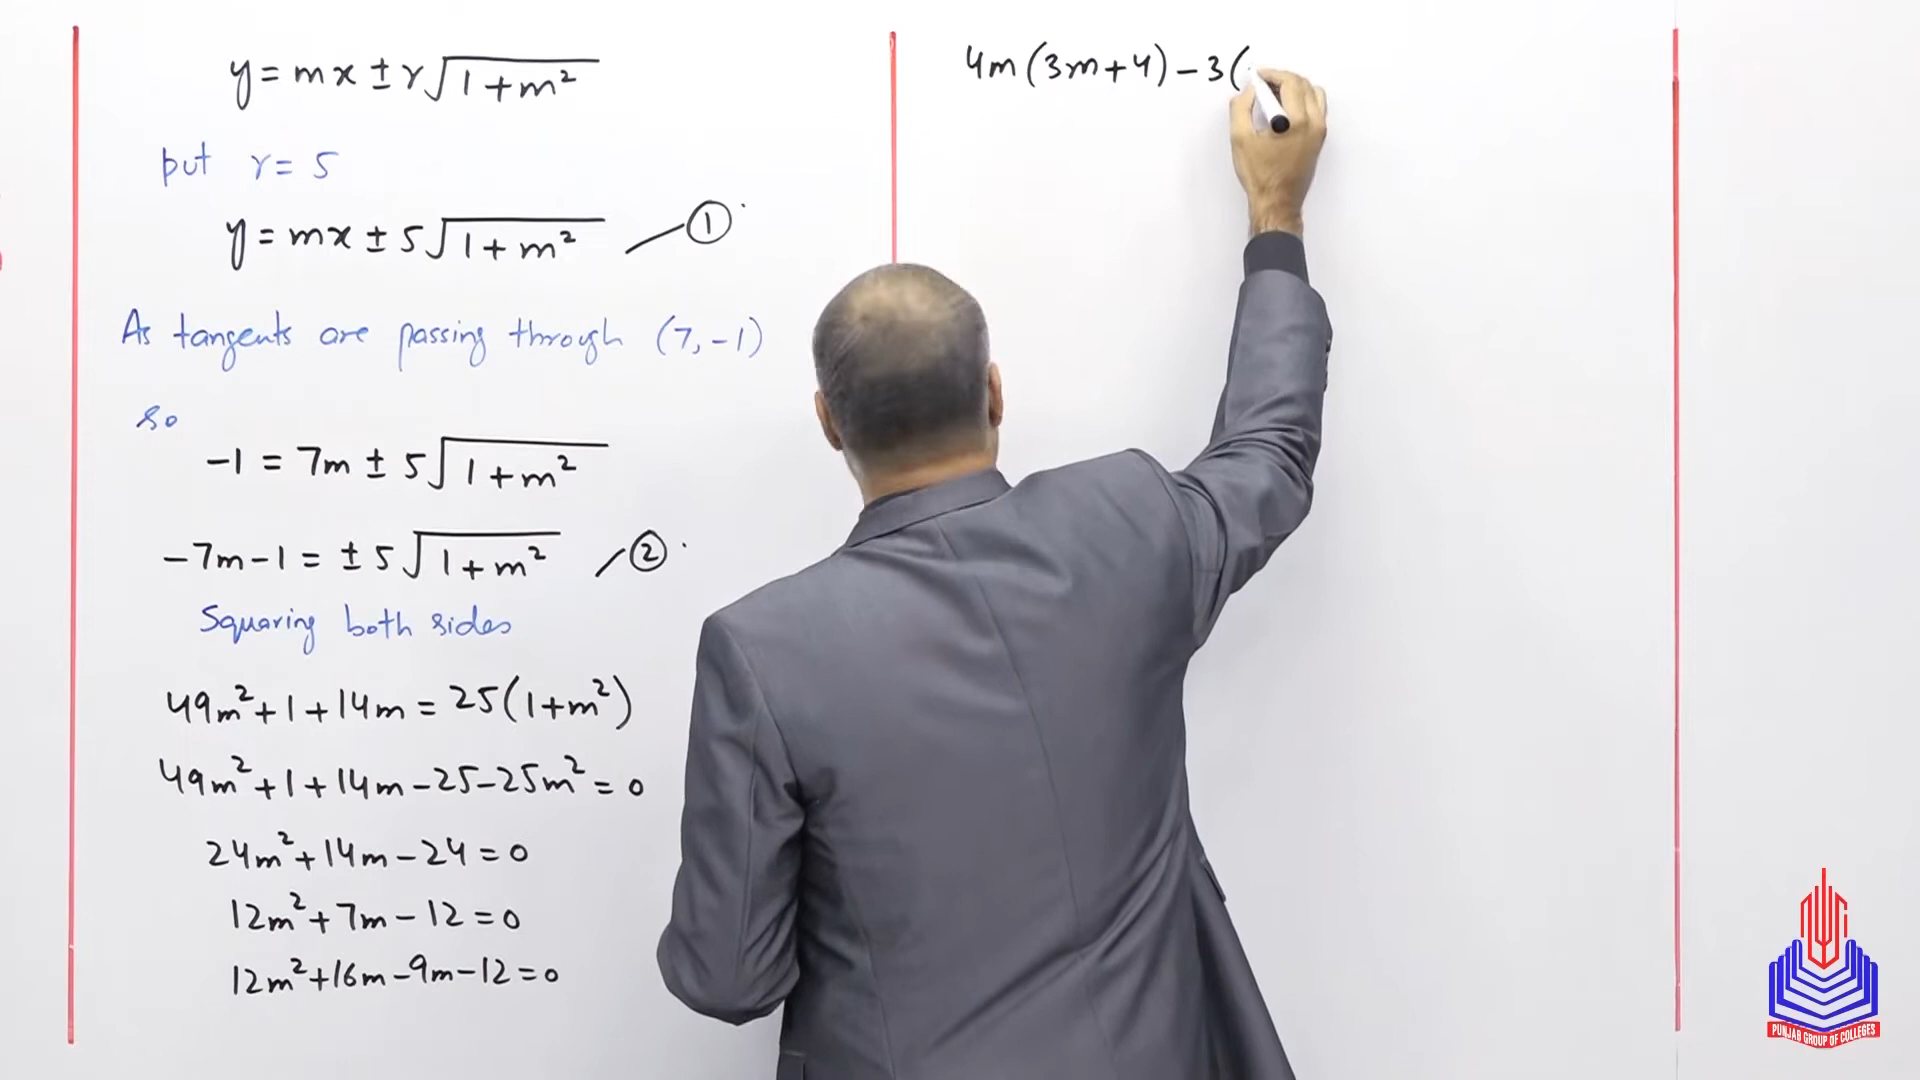 y = mx ± r√(1+m²)
put r = 5
y = mx ± 5√(1+m²) ①
As tangents are passing through (7, -1)
so
-1 = 7m ± 5√(1+m²)
-7m-1 = ±5√(1+m²) ②
Squaring both sides
49m²+1+14m = 25(1+m²)
49m²+1+14m-25-25m² = 0
24m²+14m-24 = 0
12m²+7m-12 = 0
12m²+16m-9m-12 = 0
4m(3m+4)-3(
PUNJAB GROUP OF COLLEGES